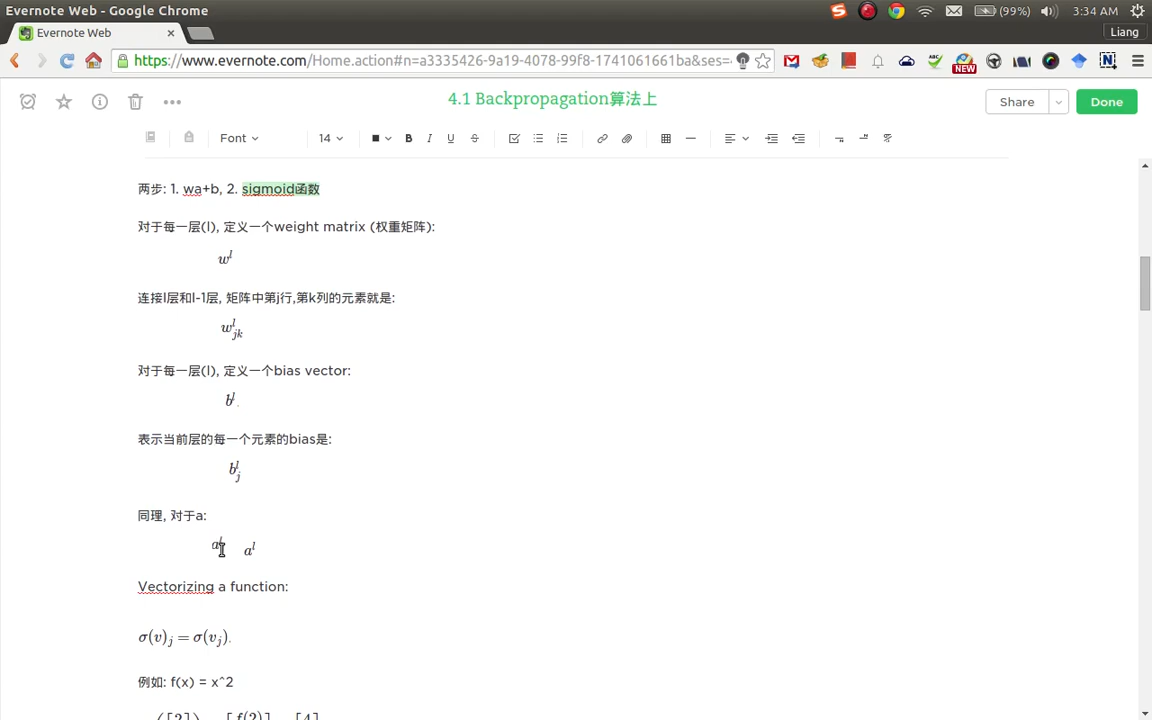 Evernote Web - Google Chrome (99%) 3:34 AM
Evernote Web Liang
https://www.evernote.com/Home.action#n=a3335426-9a19-4078-99f8-1741061661ba&ses= NEW
4.1 Backpropagation算法上 Share Done
Font 14 B I U S
两步: 1. wa+b, 2. sigmoid函数
对于每一层(l), 定义一个weight matrix (权重矩阵):
w^l
连接l层和l-1层, 矩阵中第j行,第k列的元素就是:
w^l_{jk}
对于每一层(l), 定义一个bias vector:
b^l.
表示当前层的每一个元素的bias是:
b^l_j
同理, 对于a:
a^l
Vectorizing a function:
σ(v)_j = σ(v_j).
例如: f(x) = x^2
([2]) [f(2)] [4]